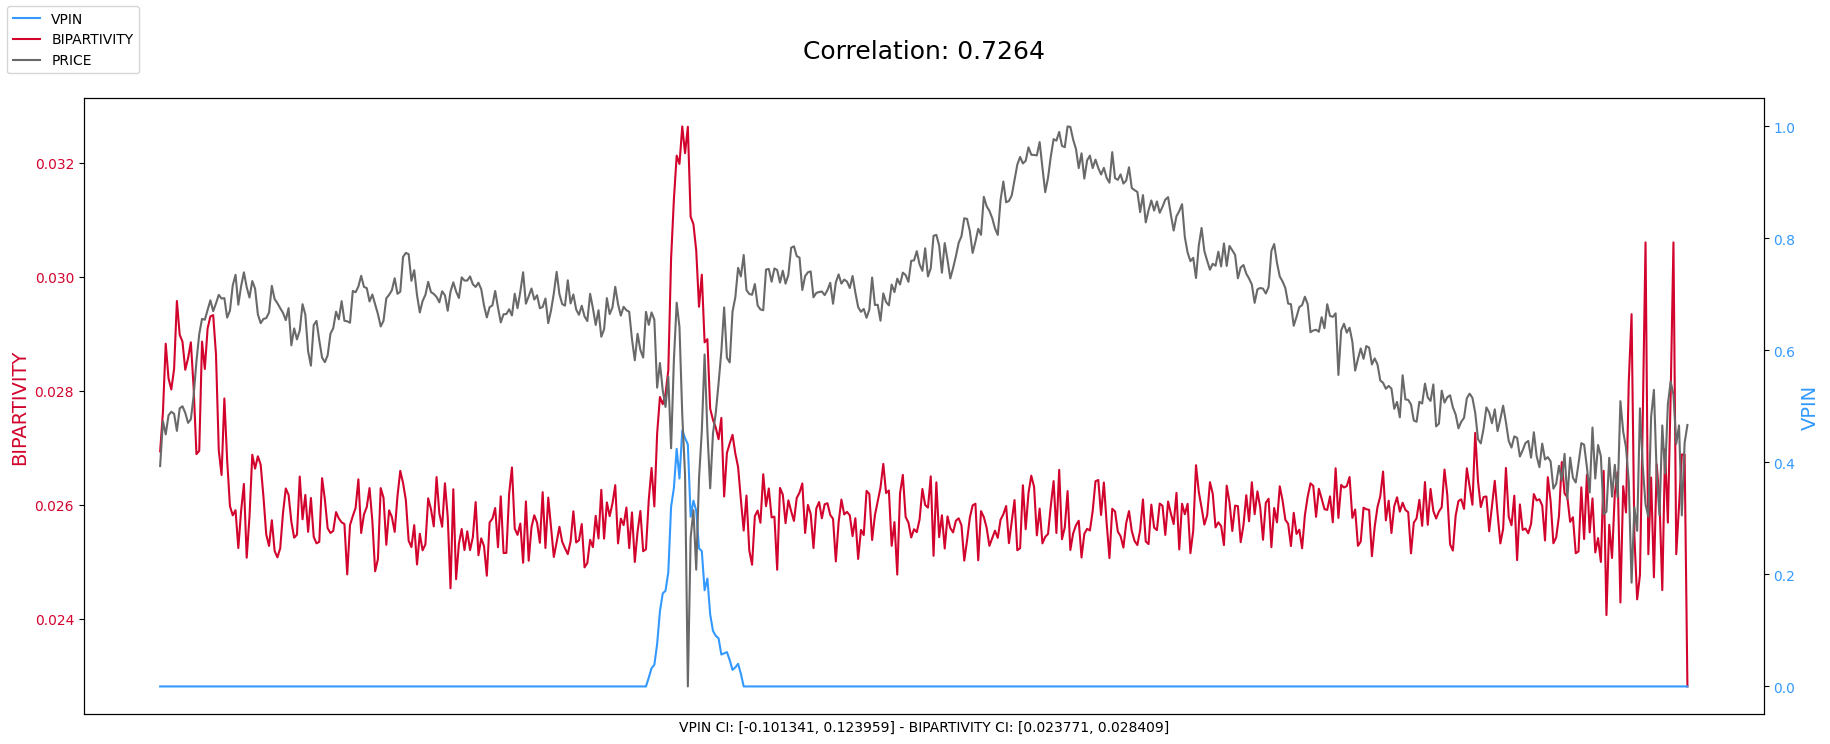 VPIN
BIPARTIVITY
PRICE
Correlation: 0.7264
0.032
0.030
0.028
0.026
0.024
BIPARTIVITY
1.0
0.8
0.6
0.4
0.2
0.0
VPIN
VPIN CI: [-0.101341, 0.123959] - BIPARTIVITY CI: [0.023771, 0.028409]